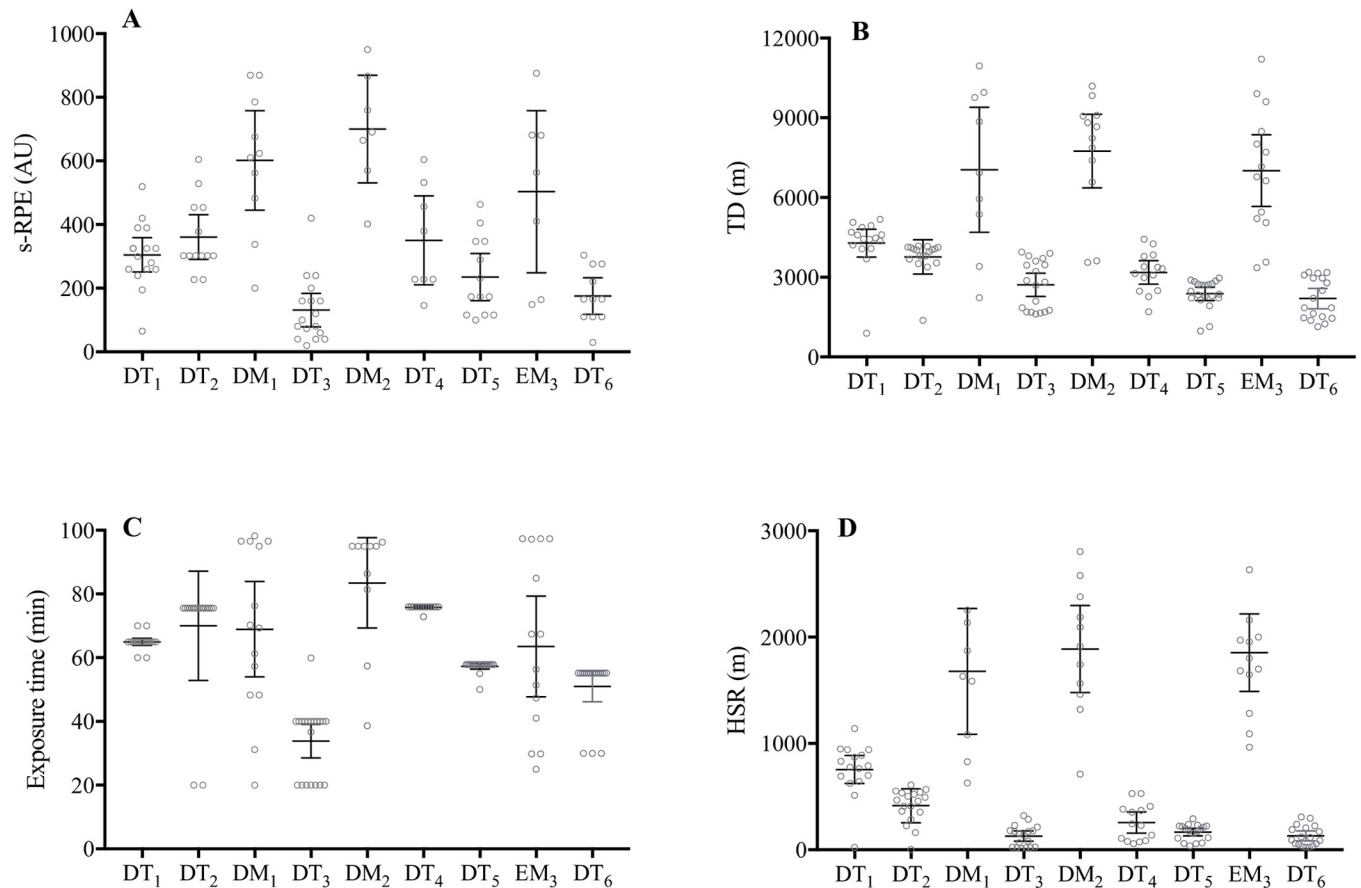 A
s-RPE (AU)
1000
800
600
400
200
0
DT1 DT2 DM1 DT3 DM2 DT4 DT5 EM3 DT6
B
TD (m)
12000
9000
6000
3000
0
DT1 DT2 DM1 DT3 DM2 DT4 DT5 EM3 DT6
C
Exposure time (min)
100
80
60
40
20
0
DT1 DT2 DM1 DT3 DM2 DT4 DT5 EM3 DT6
D
HSR (m)
3000
2000
1000
0
DT1 DT2 DM1 DT3 DM2 DT4 DT5 EM3 DT6